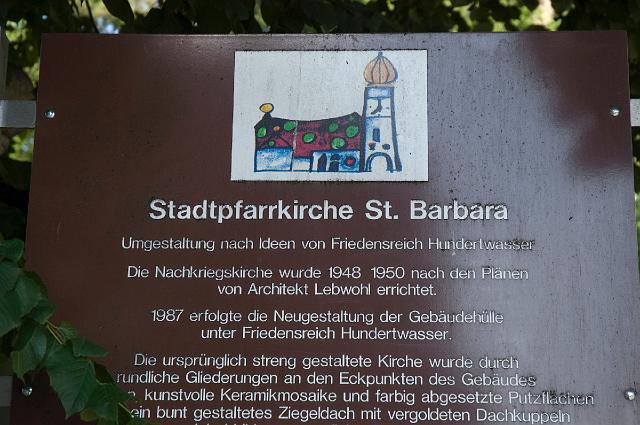 Stadtpfarrkirche St. Barbara
Umgestaltung nach Ideen von Friedensreich Hundertwasser
Die Nachkriegskirche wurde 1948 1950 nach den Plänen
von Architekt Lebwohl errichtet.
1987 erfolgte die Neugestaltung der Gebäudehülle
unter Friedensreich Hundertwasser.
Die ursprünglich streng gestaltete Kirche wurde durch
rundliche Gliederungen an den Eckpunkten des Gebäudes
kunstvolle Keramikmosaike und farbig abgesetzte Putzflächen
ein bunt gestaltetes Ziegeldach mit vergoldeten Dachkuppeln